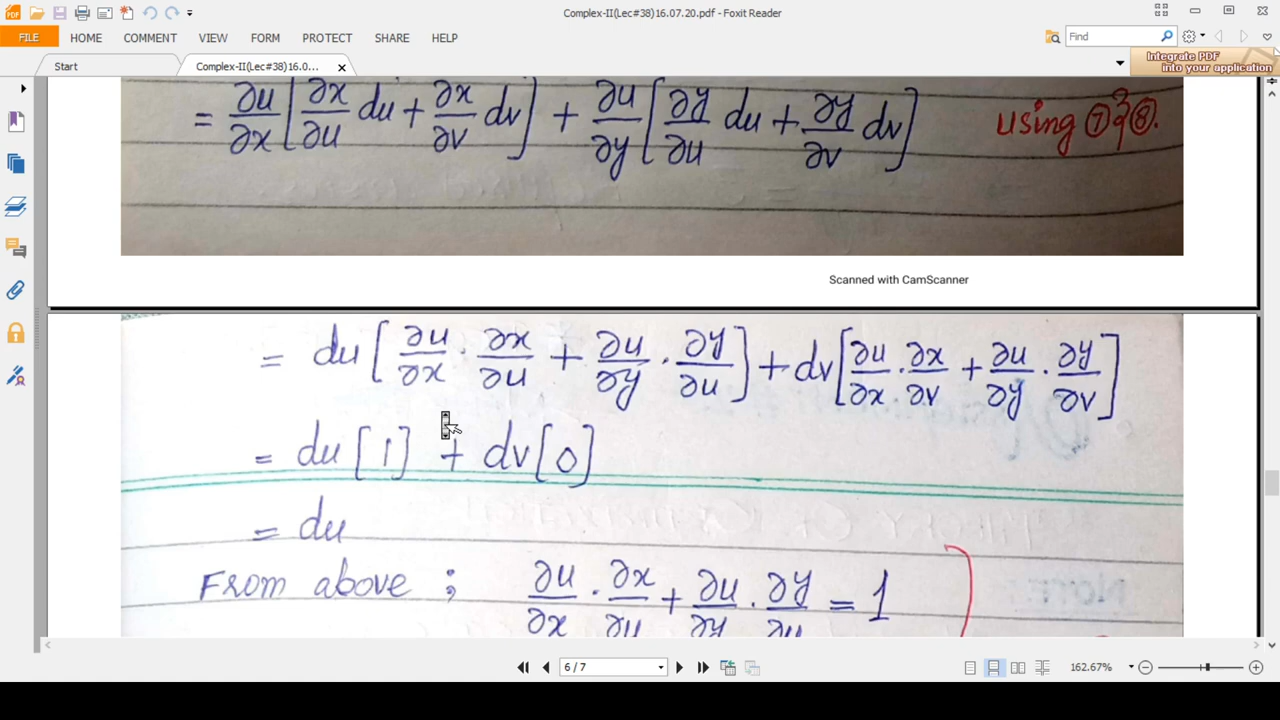 Complex-II(Lec#38)16.07.20.pdf - Foxit Reader
FILE HOME COMMENT VIEW FORM PROTECT SHARE HELP
Find
Integrate PDF
into your application
Start Complex-II(Lec#38)16.0...
= ∂u/∂x [∂x/∂u du + ∂x/∂v dv] + ∂u/∂y [∂y/∂u du + ∂y/∂v dv] using ⑦ & ⑧.
Scanned with CamScanner
= du [∂u/∂x · ∂x/∂u + ∂u/∂y · ∂y/∂u] + dv [∂u/∂x · ∂x/∂v + ∂u/∂y · ∂y/∂v]
= du [1] + dv [0]
= du
From above ; ∂u/∂x · ∂x/∂u + ∂u/∂y · ∂y/∂u = 1
6 / 7
162.67%